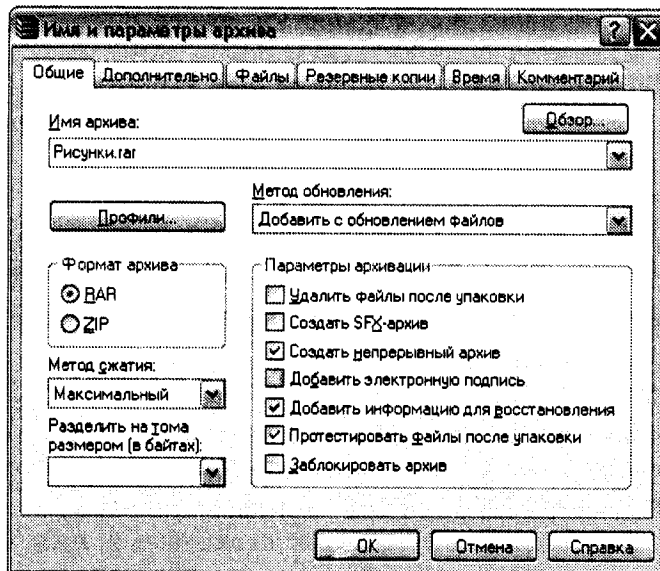 Имя и параметры архива
Общие Дополнительно Файлы Резервные копии Время Комментарий
Имя архива:
Обзор...
Рисунки.rar
Метод обновления:
Профили...
Добавить с обновлением файлов
Формат архива
RAR
ZIP
Метод сжатия:
Максимальный
Разделить на тома
размером (в байтах):
Параметры архивации
Удалить файлы после упаковки
Создать SFX-архив
Создать непрерывный архив
Добавить электронную подпись
Добавить информацию для восстановления
Протестировать файлы после упаковки
Заблокировать архив
OK Отмена Справка